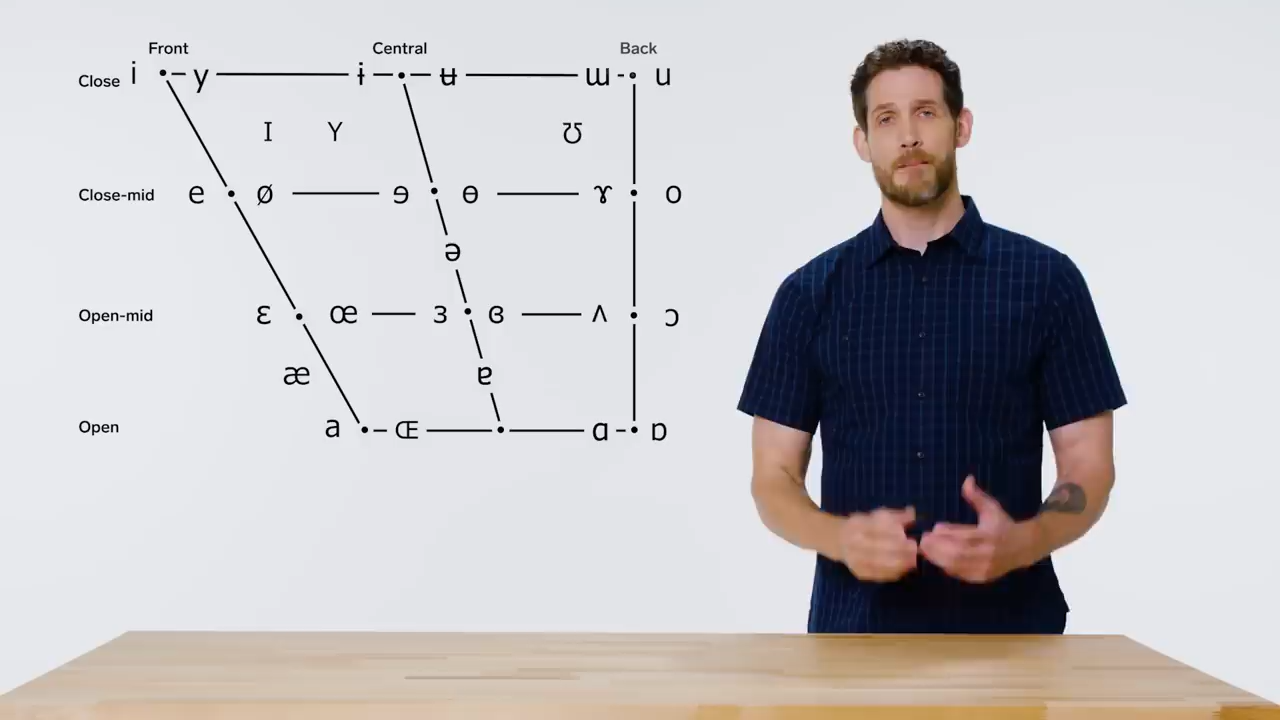 Front Central Back
Close i y ɨ ʉ ɯ u
I Y ʊ
Close-mid e ø ɘ ɵ ɤ o
ə
Open-mid ɛ œ ɜ ɞ ʌ ɔ
æ ɐ
Open a Œ ɑ ɒ